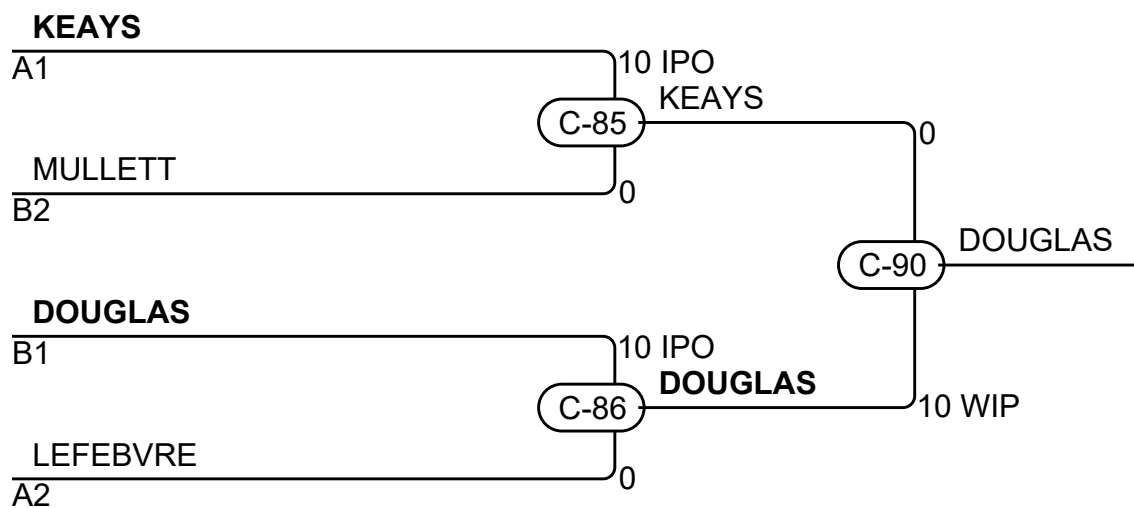 KEAYS
A1
10 IPO
KEAYS
C-85
0
MULLETT
B2
0
DOUGLAS
C-90
DOUGLAS
B1
10 IPO
DOUGLAS
C-86
10 WIP
LEFEBVRE
A2
0